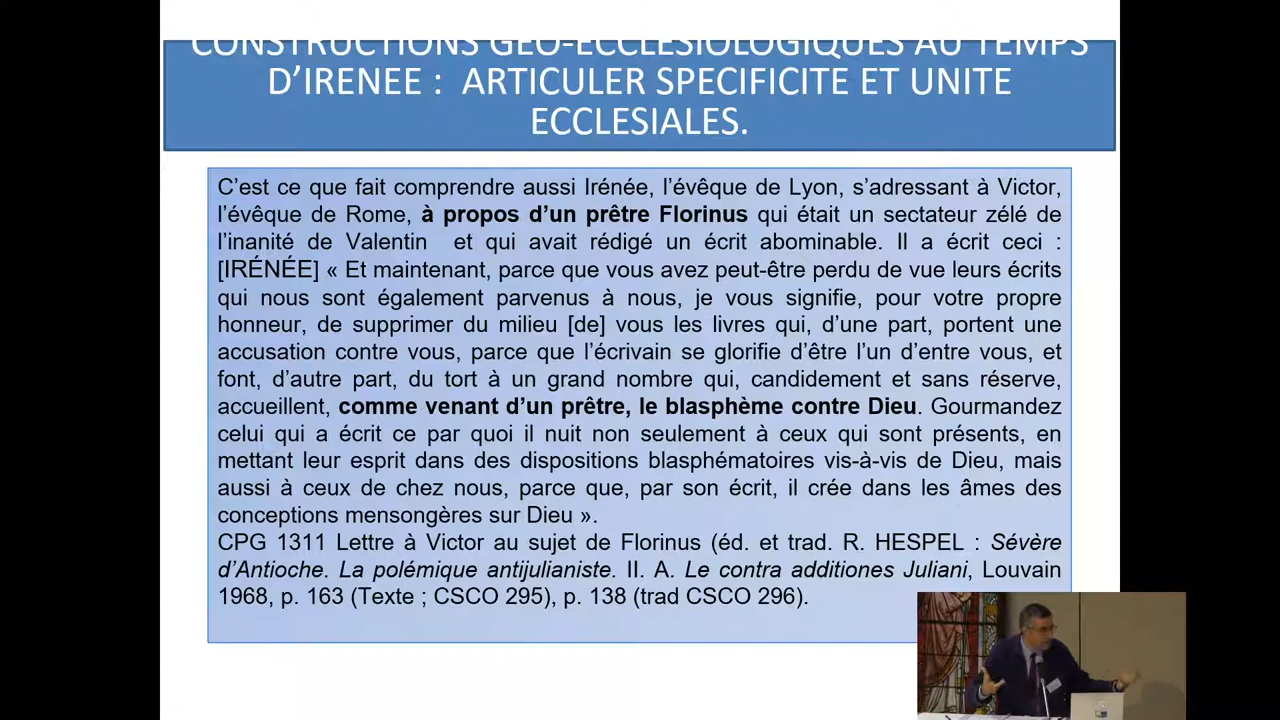 CONSTRUCTIONS GEO-ECCLESIOLOGIQUES AU TEMPS
D’IRENEE :  ARTICULER SPECIFICITE ET UNITE
ECCLESIALES.
C’est ce que fait comprendre aussi Irénée, l’évêque de Lyon, s’adressant à Victor,
l’évêque de Rome, à propos d’un prêtre Florinus qui était un sectateur zélé de
l’inanité de Valentin  et qui avait rédigé un écrit abominable. Il a écrit ceci :
[IRÉNÉE] « Et maintenant, parce que vous avez peut-être perdu de vue leurs écrits
qui nous sont également parvenus à nous, je vous signifie, pour votre propre
honneur, de supprimer du milieu [de] vous les livres qui, d’une part, portent une
accusation contre vous, parce que l’écrivain se glorifie d’être l’un d’entre vous, et
font, d’autre part, du tort à un grand nombre qui, candidement et sans réserve,
accueillent, comme venant d’un prêtre, le blasphème contre Dieu. Gourmandez
celui qui a écrit ce par quoi il nuit non seulement à ceux qui sont présents, en
mettant leur esprit dans des dispositions blasphématoires vis-à-vis de Dieu, mais
aussi à ceux de chez nous, parce que, par son écrit, il crée dans les âmes des
conceptions mensongères sur Dieu ».
CPG 1311 Lettre à Victor au sujet de Florinus (éd. et trad. R. HESPEL : Sévère
d’Antioche. La polémique antijulianiste. II. A. Le contra additiones Juliani, Louvain
1968, p. 163 (Texte ; CSCO 295), p. 138 (trad CSCO 296).